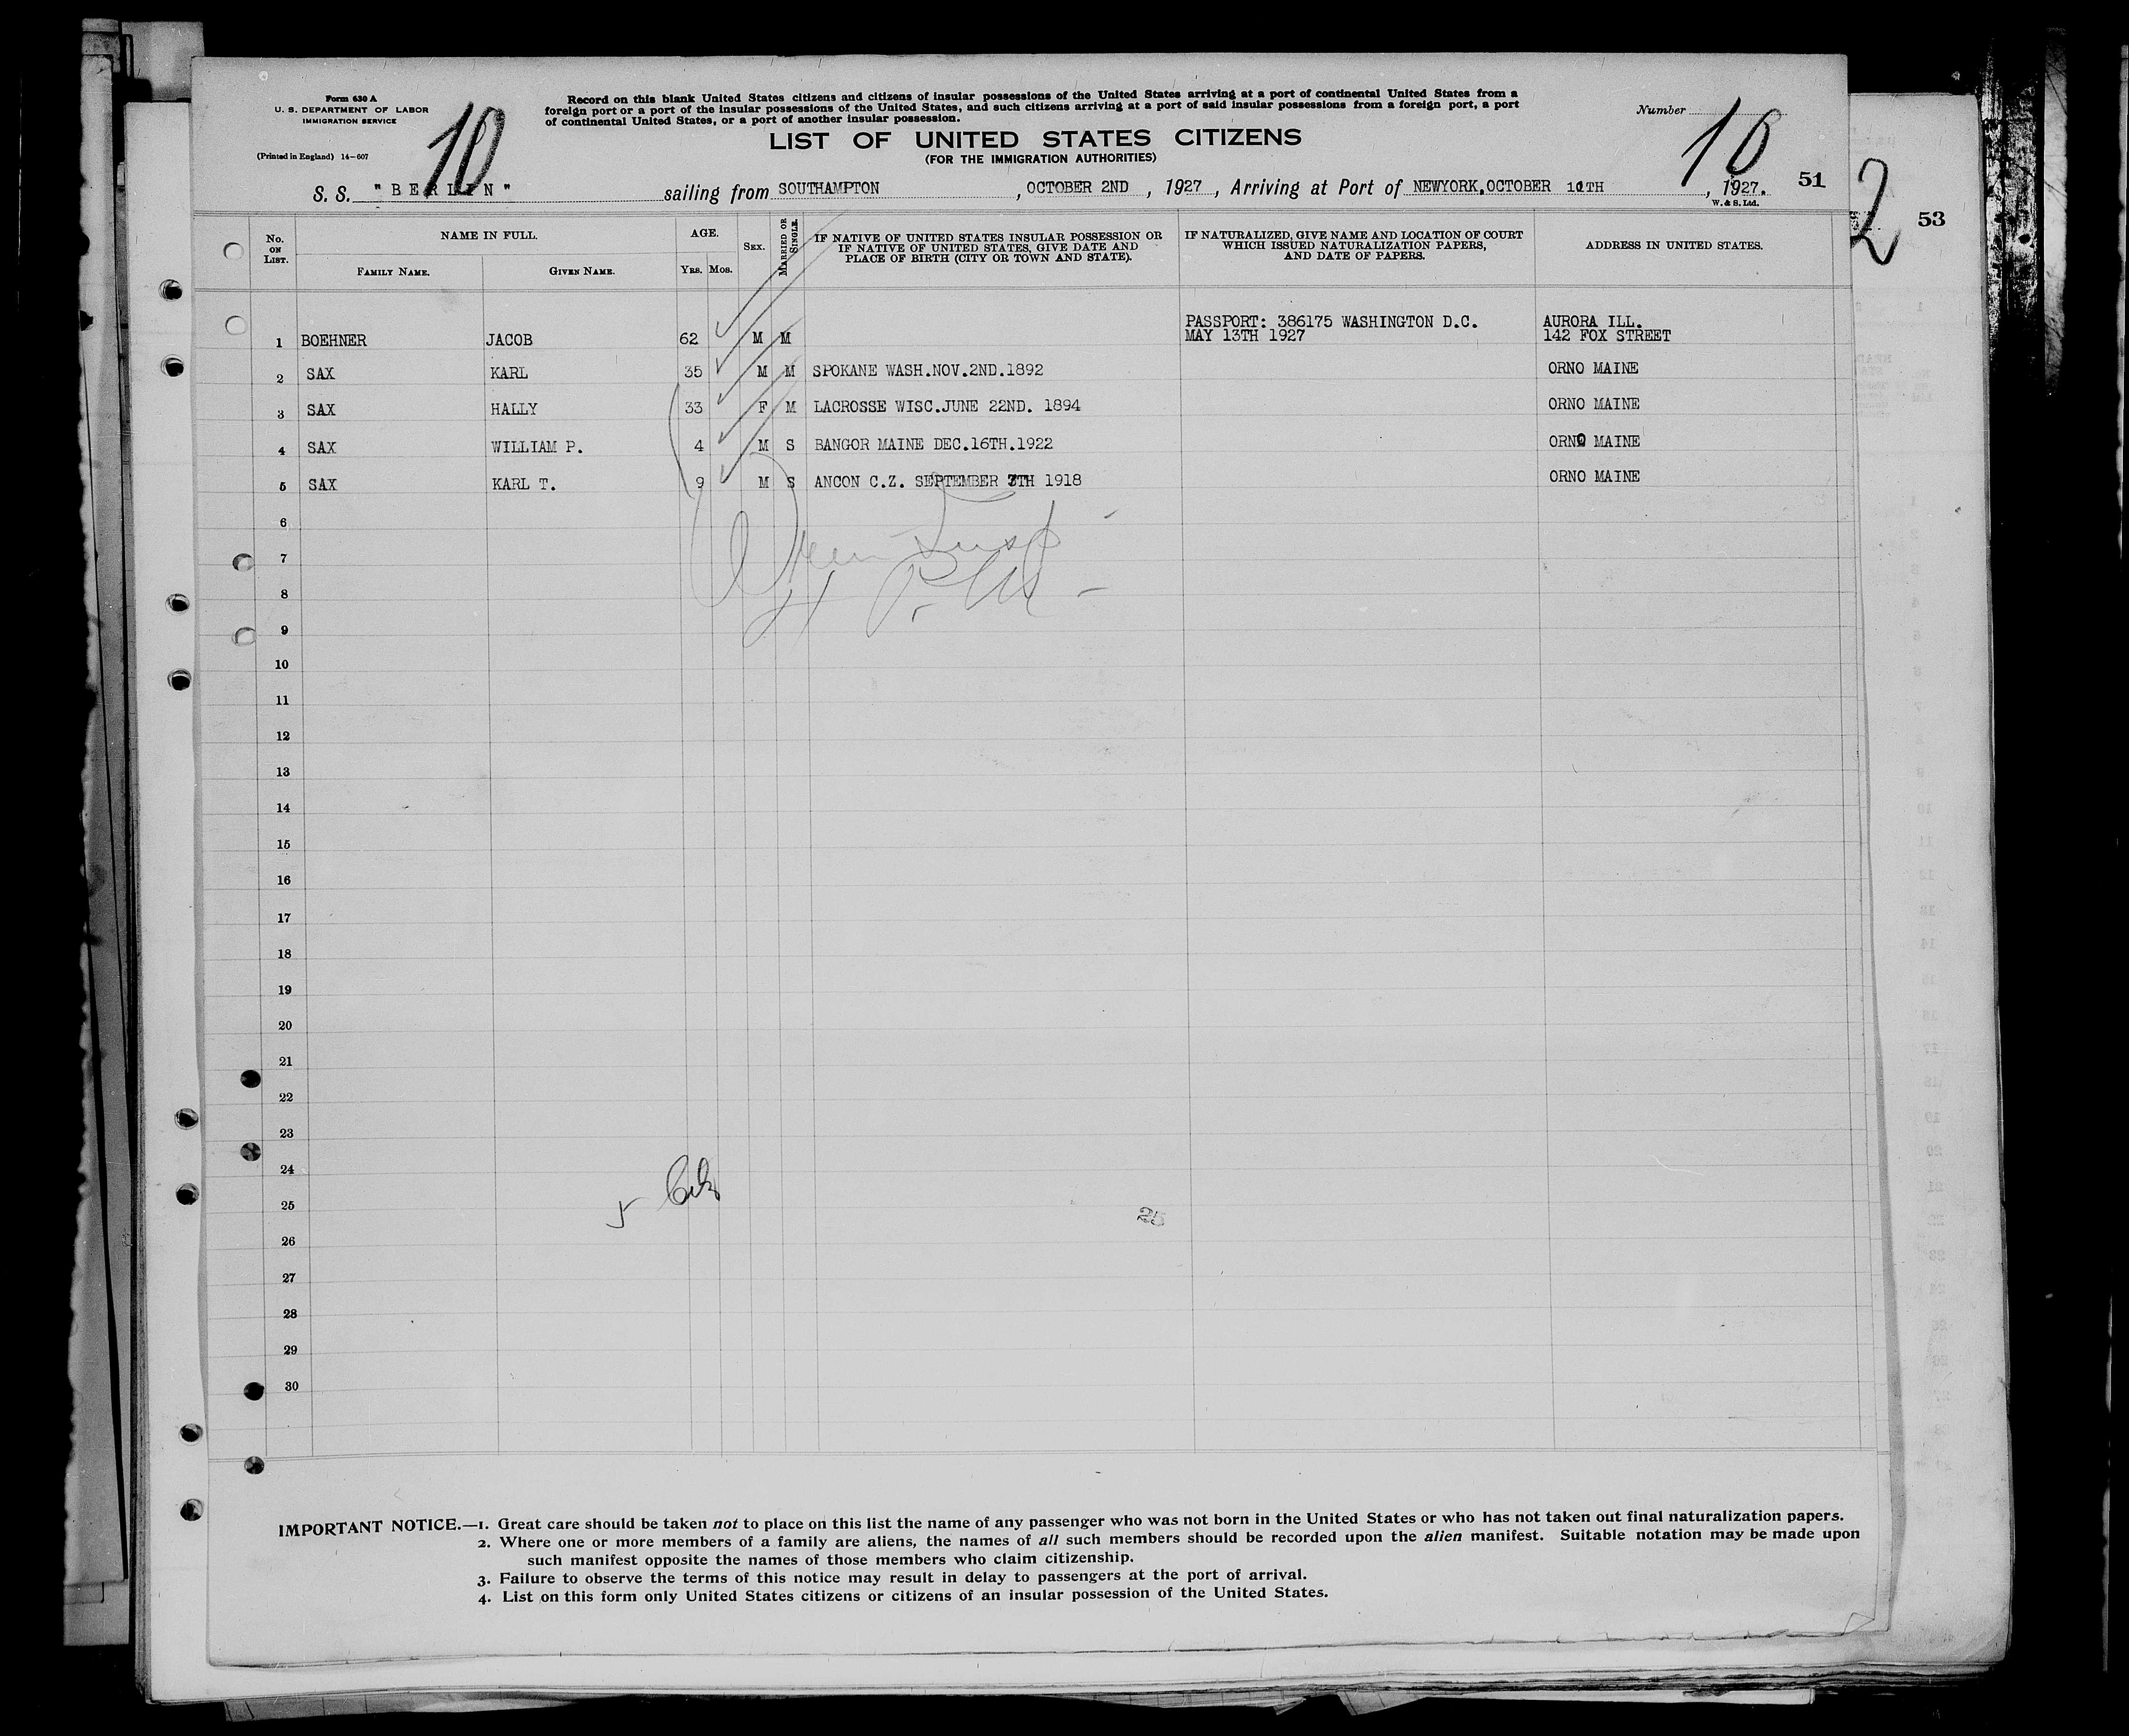 Form 630 A
U. S. DEPARTMENT OF LABOR
IMMIGRATION SERVICE
(Printed in England) 14-607
10
Record on this blank United States citizens and citizens of insular possessions of the United States arriving at a port of continental United States from a
foreign port or a port of the insular possessions of the United States, and such citizens arriving at a port of said insular possessions from a foreign port, a port
of continental United States, or a port of another insular possession.
LIST OF UNITED STATES CITIZENS
(FOR THE IMMIGRATION AUTHORITIES)
Number
10
S. S. "BERLIN" sailing from SOUTHAMPTON, OCTOBER 2ND, 1927, Arriving at Port of NEWYORK, OCTOBER 11TH, 1927.
W. & S. Ltd.
51
2
53
No. ON LIST.
NAME IN FULL.
FAMILY NAME.
GIVEN NAME.
AGE.
YRS. MOS.
SEX.
MARRIED OR SINGLE.
IF NATIVE OF UNITED STATES INSULAR POSSESSION OR
IF NATIVE OF UNITED STATES, GIVE DATE AND
PLACE OF BIRTH (CITY OR TOWN AND STATE).
IF NATURALIZED, GIVE NAME AND LOCATION OF COURT
WHICH ISSUED NATURALIZATION PAPERS,
AND DATE OF PAPERS.
ADDRESS IN UNITED STATES.
PASSPORT: 386175 WASHINGTON D.C. AURORA ILL.
1 BOEHNER JACOB 62 M M MAY 13TH 1927 142 FOX STREET
2 SAX KARL 35 M M SPOKANE WASH.NOV.2ND.1892 ORNO MAINE
3 SAX HALLY 33 F M LACROSSE WISC.JUNE 22ND. 1894 ORNO MAINE
4 SAX WILLIAM P. 4 M S BANGOR MAINE DEC.16TH.1922 ORNO MAINE
5 SAX KARL T. 9 M S ANCON C.Z. SEPTEMBER 7TH 1918 ORNO MAINE
6
7
8
9
10
11
12
13
14
15
16
17
18
19
20
21
22
23
24
25
26
27
28
29
30
5
25
IMPORTANT NOTICE.—1. Great care should be taken not to place on this list the name of any passenger who was not born in the United States or who has not taken out final naturalization papers.
2. Where one or more members of a family are aliens, the names of all such members should be recorded upon the alien manifest. Suitable notation may be made upon
such manifest opposite the names of those members who claim citizenship.
3. Failure to observe the terms of this notice may result in delay to passengers at the port of arrival.
4. List on this form only United States citizens or citizens of an insular possession of the United States.